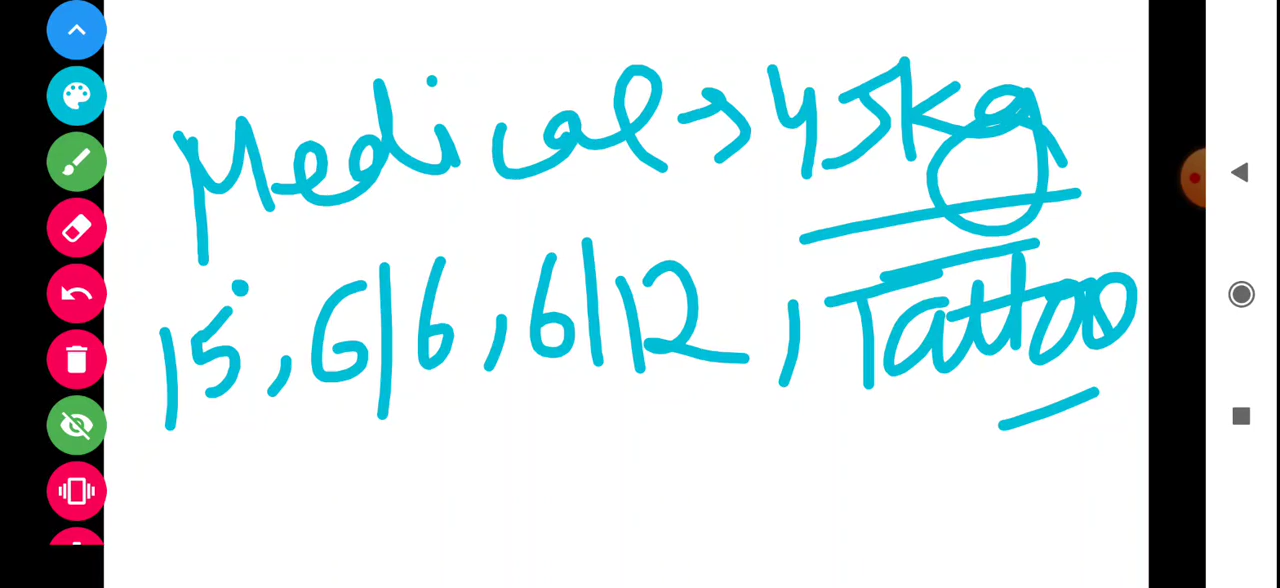 Medical → 45kg
15, 6/6, 6/12, Tattoo